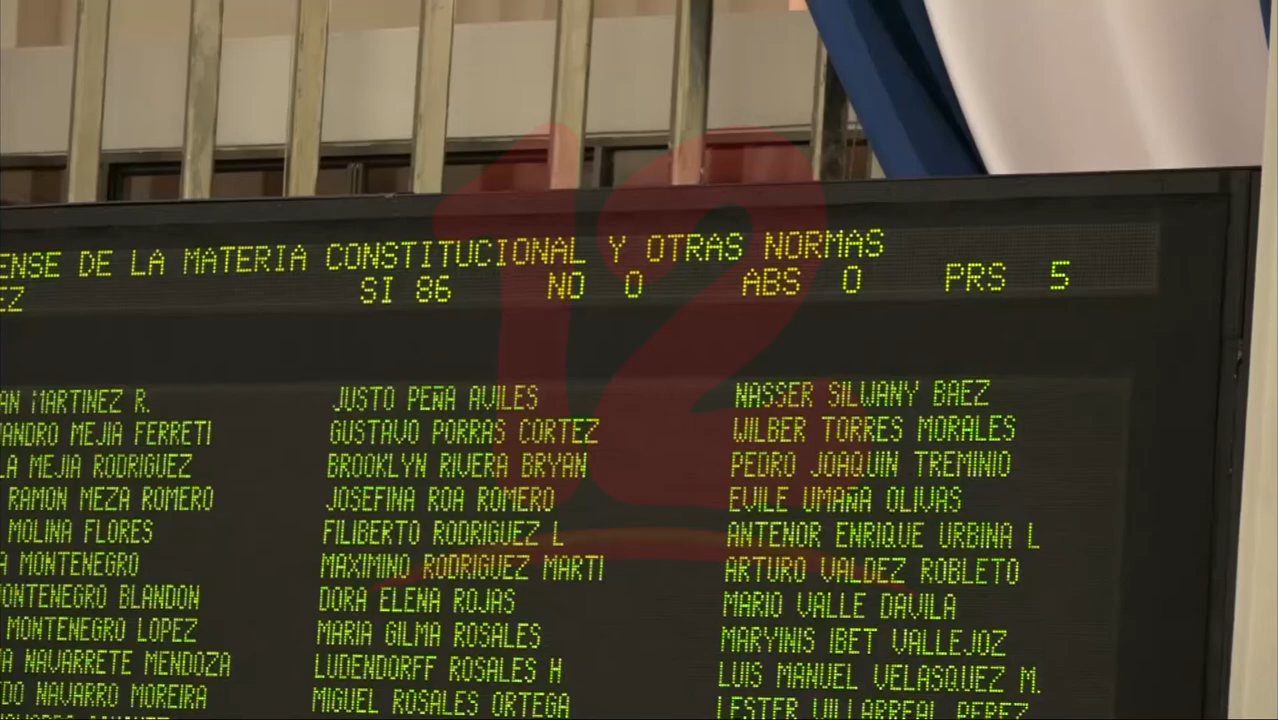 ENSE DE LA MATERIA CONSTITUCIONAL Y OTRAS NORMAS
EZ SI 86 NO 0 ABS 0 PRS 5
AN MARTINEZ R. JUSTO PEÑA AVILES NASSER SILWANY BAEZ
JANDRO MEJIA FERRETI GUSTAVO PORRAS CORTEZ WILBER TORRES MORALES
LA MEJIA RODRIGUEZ BROOKLYN RIVERA BRYAN PEDRO JOAQUIN TREMINIO
RAMON MEZA ROMERO JOSEFINA ROA ROMERO EVILE UMAÑA OLIVAS
MOLINA FLORES FILIBERTO RODRIGUEZ L ANTENOR ENRIQUE URBINA L
A MONTENEGRO MAXIMINO RODRIGUEZ MARTI ARTURO VALDEZ ROBLETO
ONTENEGRO BLANDON DORA ELENA ROJAS MARIO VALLE DAVILA
MONTENEGRO LOPEZ MARIA GILMA ROSALES MARYINIS IBET VALLEJOZ
NA NAVARRETE MENDOZA LUDENDORFF ROSALES H LUIS MANUEL VELASQUEZ M.
DO NAVARRO MOREIRA MIGUEL ROSALES ORTEGA LESTER VILLARREAL PEREZ
12